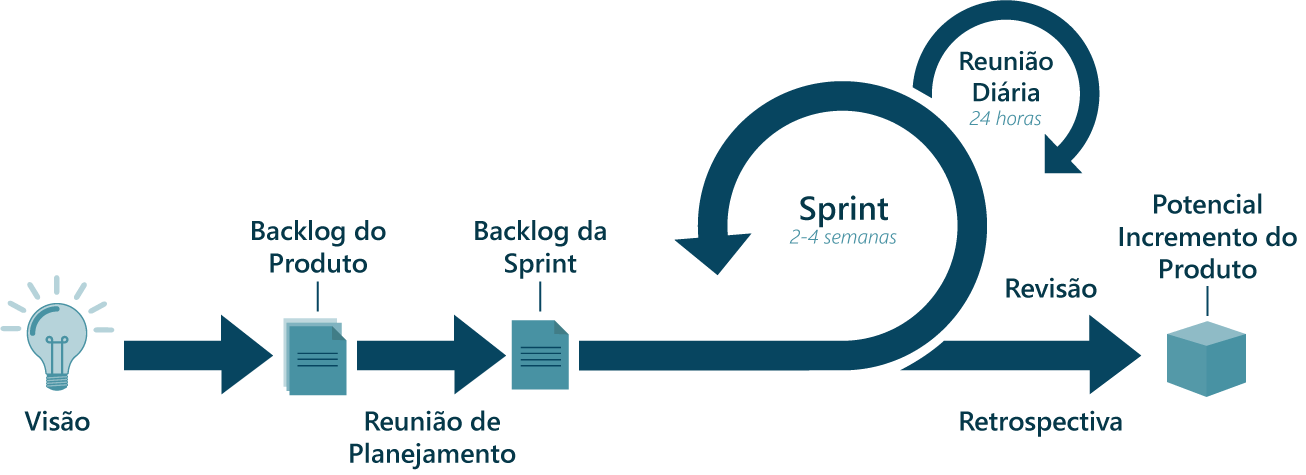 Visão
Backlog do
Produto
Reunião de
Planejamento
Backlog da
Sprint
Sprint
2-4 semanas
Reunião
Diária
24 horas
Revisão
Retrospectiva
Potencial
Incremento do
Produto